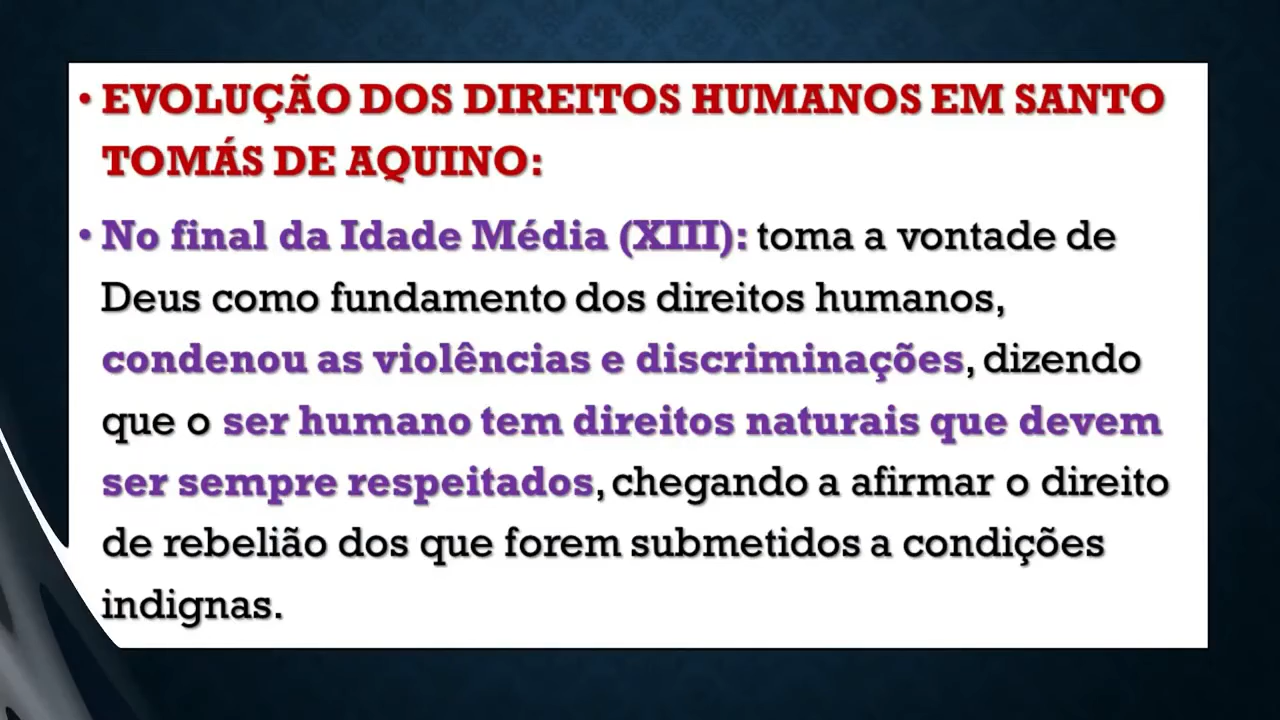 • EVOLUÇÃO DOS DIREITOS HUMANOS EM SANTO
TOMÁS DE AQUINO:
• No final da Idade Média (XIII): toma a vontade de
Deus como fundamento dos direitos humanos,
condenou as violências e discriminações, dizendo
que o ser humano tem direitos naturais que devem
ser sempre respeitados, chegando a afirmar o direito
de rebelião dos que forem submetidos a condições
indignas.